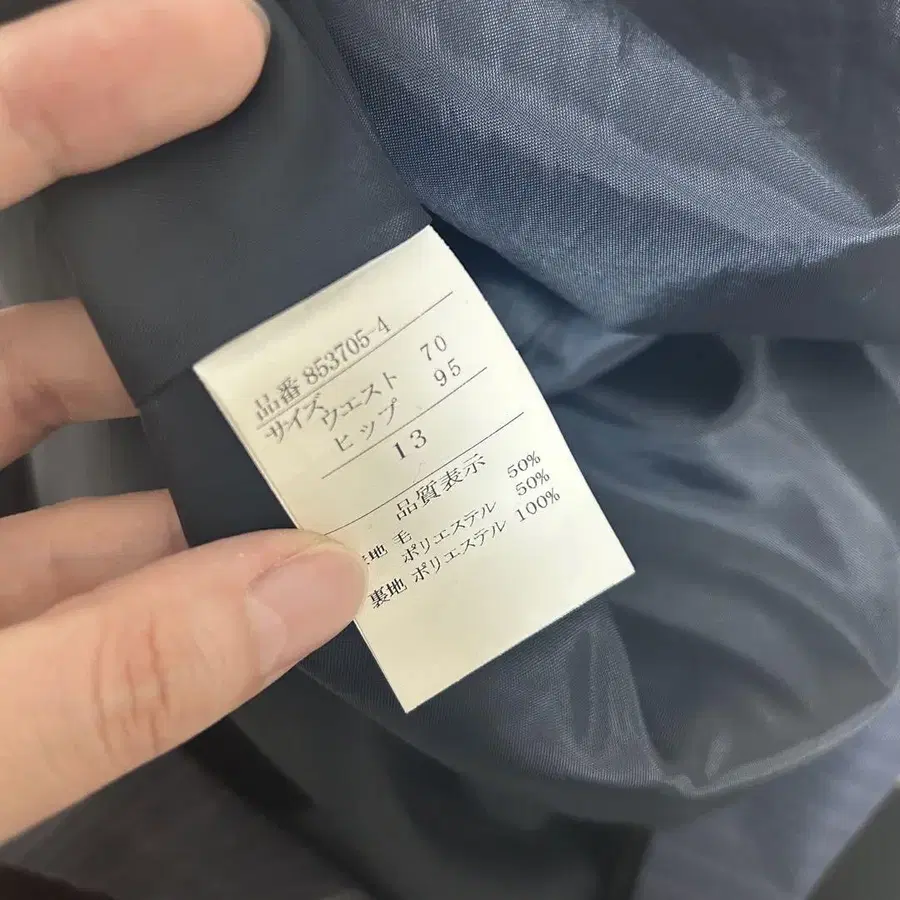 品番 853705-4
サイズ ウエスト 70
ヒップ 95
13
品質表示
地 毛 50%
ポリエステル 50%
裏地 ポリエステル 100%